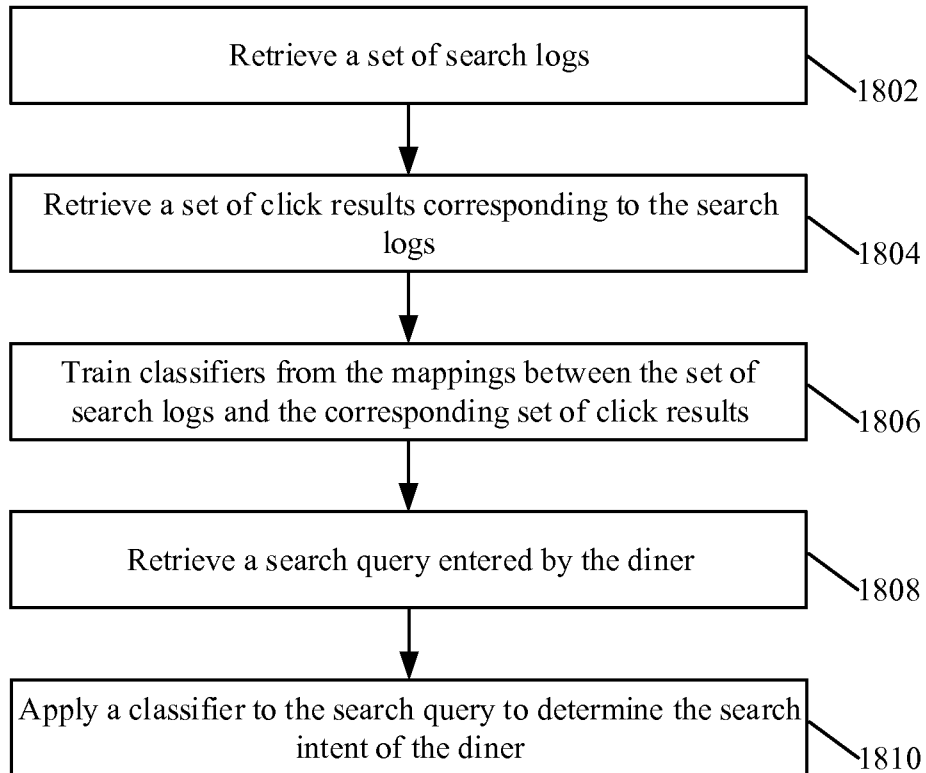 Retrieve a set of search logs
1802
Retrieve a set of click results corresponding to the search
logs
1804
Train classifiers from the mappings between the set of
search logs and the corresponding set of click results
1806
Retrieve a search query entered by the diner
1808
Apply a classifier to the search query to determine the search
intent of the diner
1810